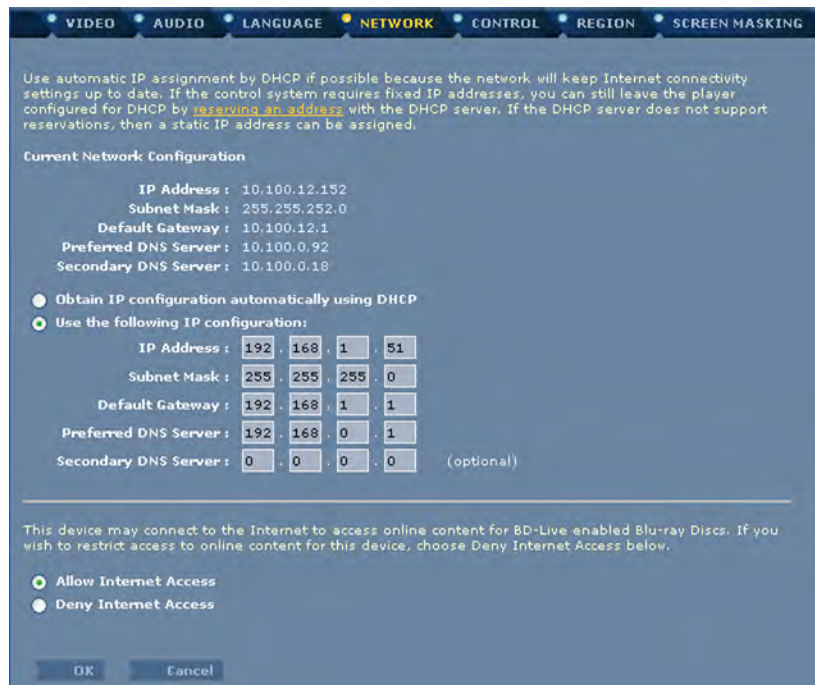 VIDEO AUDIO LANGUAGE NETWORK CONTROL REGION SCREEN MASKING
Use automatic IP assignment by DHCP if possible because the network will keep Internet connectivity
settings up to date. If the control system requires fixed IP addresses, you can still leave the player
configured for DHCP by reserving an address with the DHCP server. If the DHCP server does not support
reservations, then a static IP address can be assigned.
Current Network Configuration
IP Address : 10.100.12.152
Subnet Mask : 255.255.252.0
Default Gateway : 10.100.12.1
Preferred DNS Server : 10.100.0.92
Secondary DNS Server : 10.100.0.18
Obtain IP configuration automatically using DHCP
Use the following IP configuration:
IP Address : 192 . 168 . 1 . 51
Subnet Mask : 255 . 255 . 255 . 0
Default Gateway : 192 . 168 . 1 . 1
Preferred DNS Server : 192 . 168 . 0 . 1
Secondary DNS Server : 0 . 0 . 0 . 0 (optional)
This device may connect to the Internet to access online content for BD-Live enabled Blu-ray Discs. If you
wish to restrict access to online content for this device, choose Deny Internet Access below.
Allow Internet Access
Deny Internet Access
OK Cancel